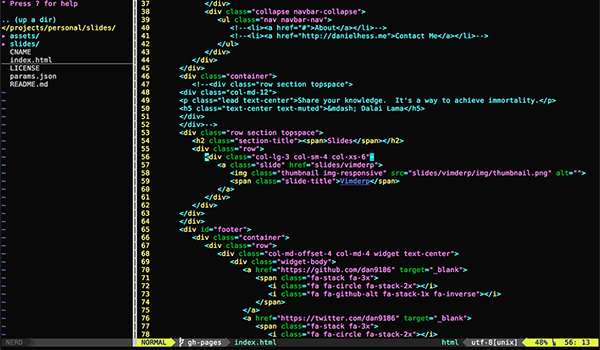 " Press ? for help
.. (up a dir)
</projects/personal/slides/
▸ assets/
▸ slides/
CNAME
index.html
LICENSE
params.json
README.md
NERD
37 </div>
38 <div class="collapse navbar-collapse">
39 <ul class="nav navbar-nav">
40 <!--<li><a href="#">About</a></li>-->
41 <!--<li><a href="http://danielhess.me">Contact Me</a></li>-->
42 </ul>
43 </div>
44 </div>
45 </div>
46 <div class="container">
47 <!--<div class="row section topspace">
48 <div class="col-md-12">
49 <p class="lead text-center">Share your knowledge.  It's a way to achieve immortality.</p>
50 <h5 class="text-center text-muted">&mdash; Dalai Lama</h5>
51 </div>
52 </div>-->
53 <div class="row section topspace">
54 <h2 class="section-title"><span>Slides</span></h2>
55 <div class="row">
56 <div class="col-lg-3 col-sm-4 col-xs-6">
57 <a class="slide" href="slides/vimderp">
58 <img class="thumbnail img-responsive" src="slides/vimderp/img/thumbnail.png" alt="">
59 <span class="slide-title">Vimderp</span>
60 </a>
61 </div>
62 </div>
63 </div>
64 </div>
65 <div id="footer">
66 <div class="container">
67 <div class="row">
68 <div class="col-md-offset-4 col-md-4 widget text-center">
69 <div class="widget-body">
70 <a href="https://github.com/dan9186" target="_blank">
71 <span class="fa-stack fa-3x">
72 <i class="fa fa-circle fa-stack-2x"></i>
73 <i class="fa fa-github-alt fa-stack-1x fa-inverse"></i>
74 </span>
75 </a>
76 <a href="https://twitter.com/dan9186" target="_blank">
77 <span class="fa-stack fa-3x">
78 <i class="fa fa-circle fa-stack-2x"></i>
NORMAL gh-pages index.html html utf-8[unix] 48% 56: 13